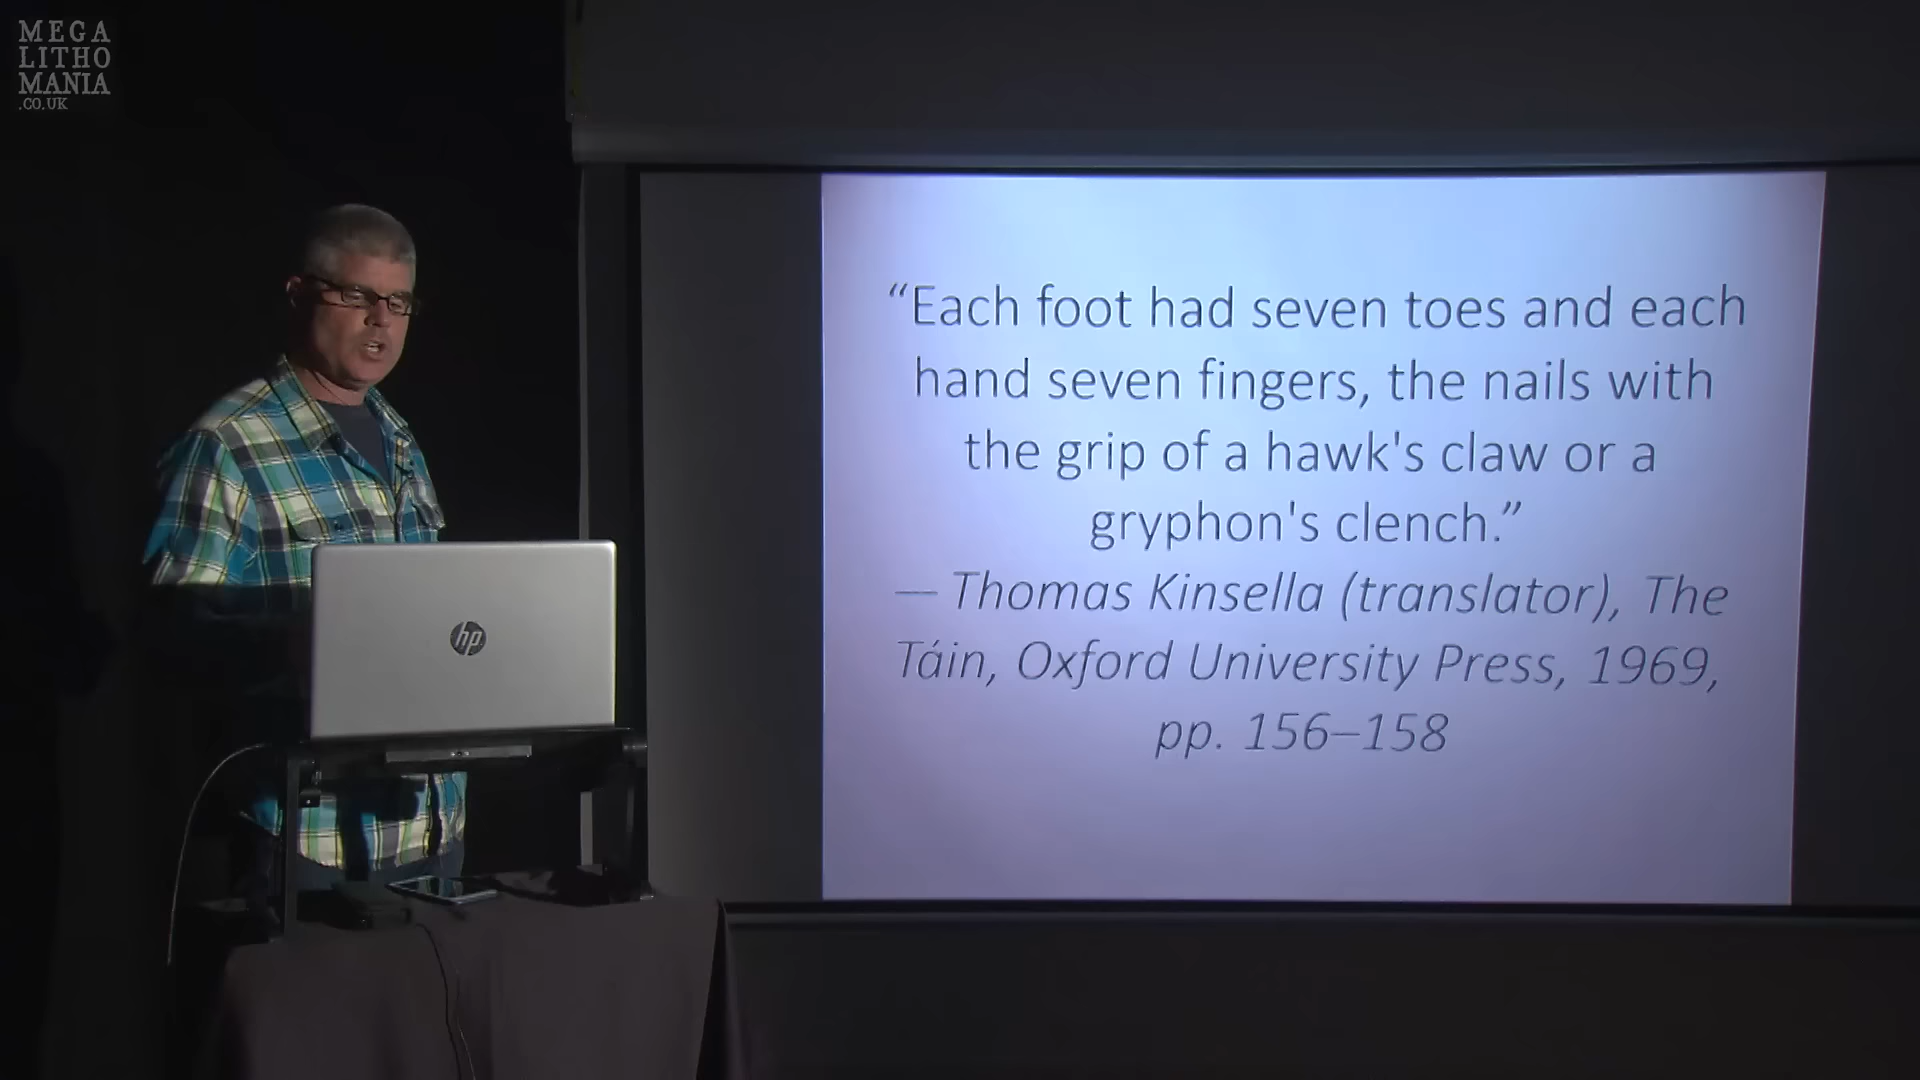 MEGA
LITHO
MANIA
.CO.UK
“Each foot had seven toes and each
hand seven fingers, the nails with
the grip of a hawk's claw or a
gryphon's clench.”
— Thomas Kinsella (translator), The
Táin, Oxford University Press, 1969,
pp. 156–158
hp